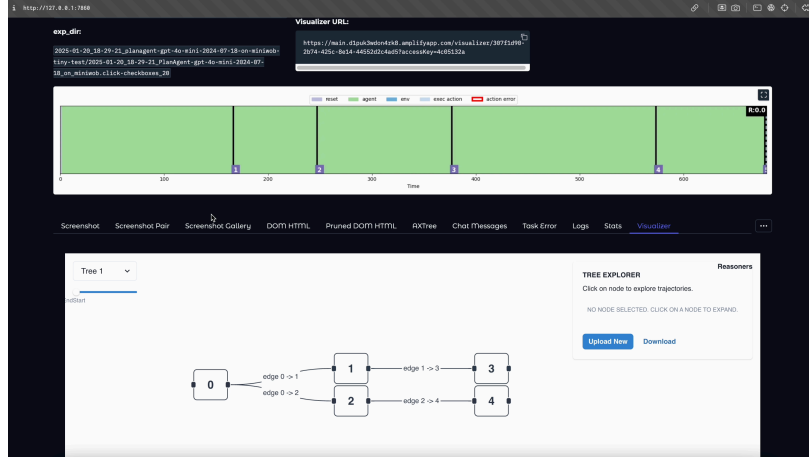 http://127.0.0.1:7860
exp_dir:
2025-01-20_18-29-21_planagent-gpt-4o-mini-2024-07-18-on-miniwob-
tiny-test/2025-01-20_18-29-21_PlanAgent-gpt-4o-mini-2024-07-
18_on_miniwob.click-checkboxes_20
Visualizer URL:
https://main.d1puk3wdon4rk8.amplifyapp.com/visualizer/307f1d99-
2b74-425c-8e14-44552d2c4ad5?accessKey=4c05132a
reset agent env exec action action error
R:0.0
1 2 3 4
0 100 200 300 400 500 600
Time
Screenshot Screenshot Pair Screenshot Gallery DOM HTML Pruned DOM HTML AXTree Chat Messages Task Error Logs Stats Visualizer
Tree 1
Start
Reasoners
TREE EXPLORER
Click on node to explore trajectories.
NO NODE SELECTED. CLICK ON A NODE TO EXPAND.
Upload New Download
0
edge 0 -> 1
1
edge 1 -> 3
3
edge 0 -> 2
2
edge 2 -> 4
4